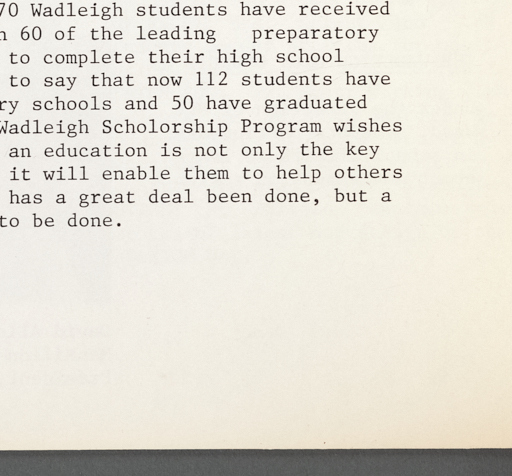 70 Wadleigh students have received
60 of the leading preparatory
to complete their high school
to say that now 112 students have
ry schools and 50 have graduated
Wadleigh Scholorship Program wishes
an education is not only the key
it will enable them to help others
has a great deal been done, but a
to be done.